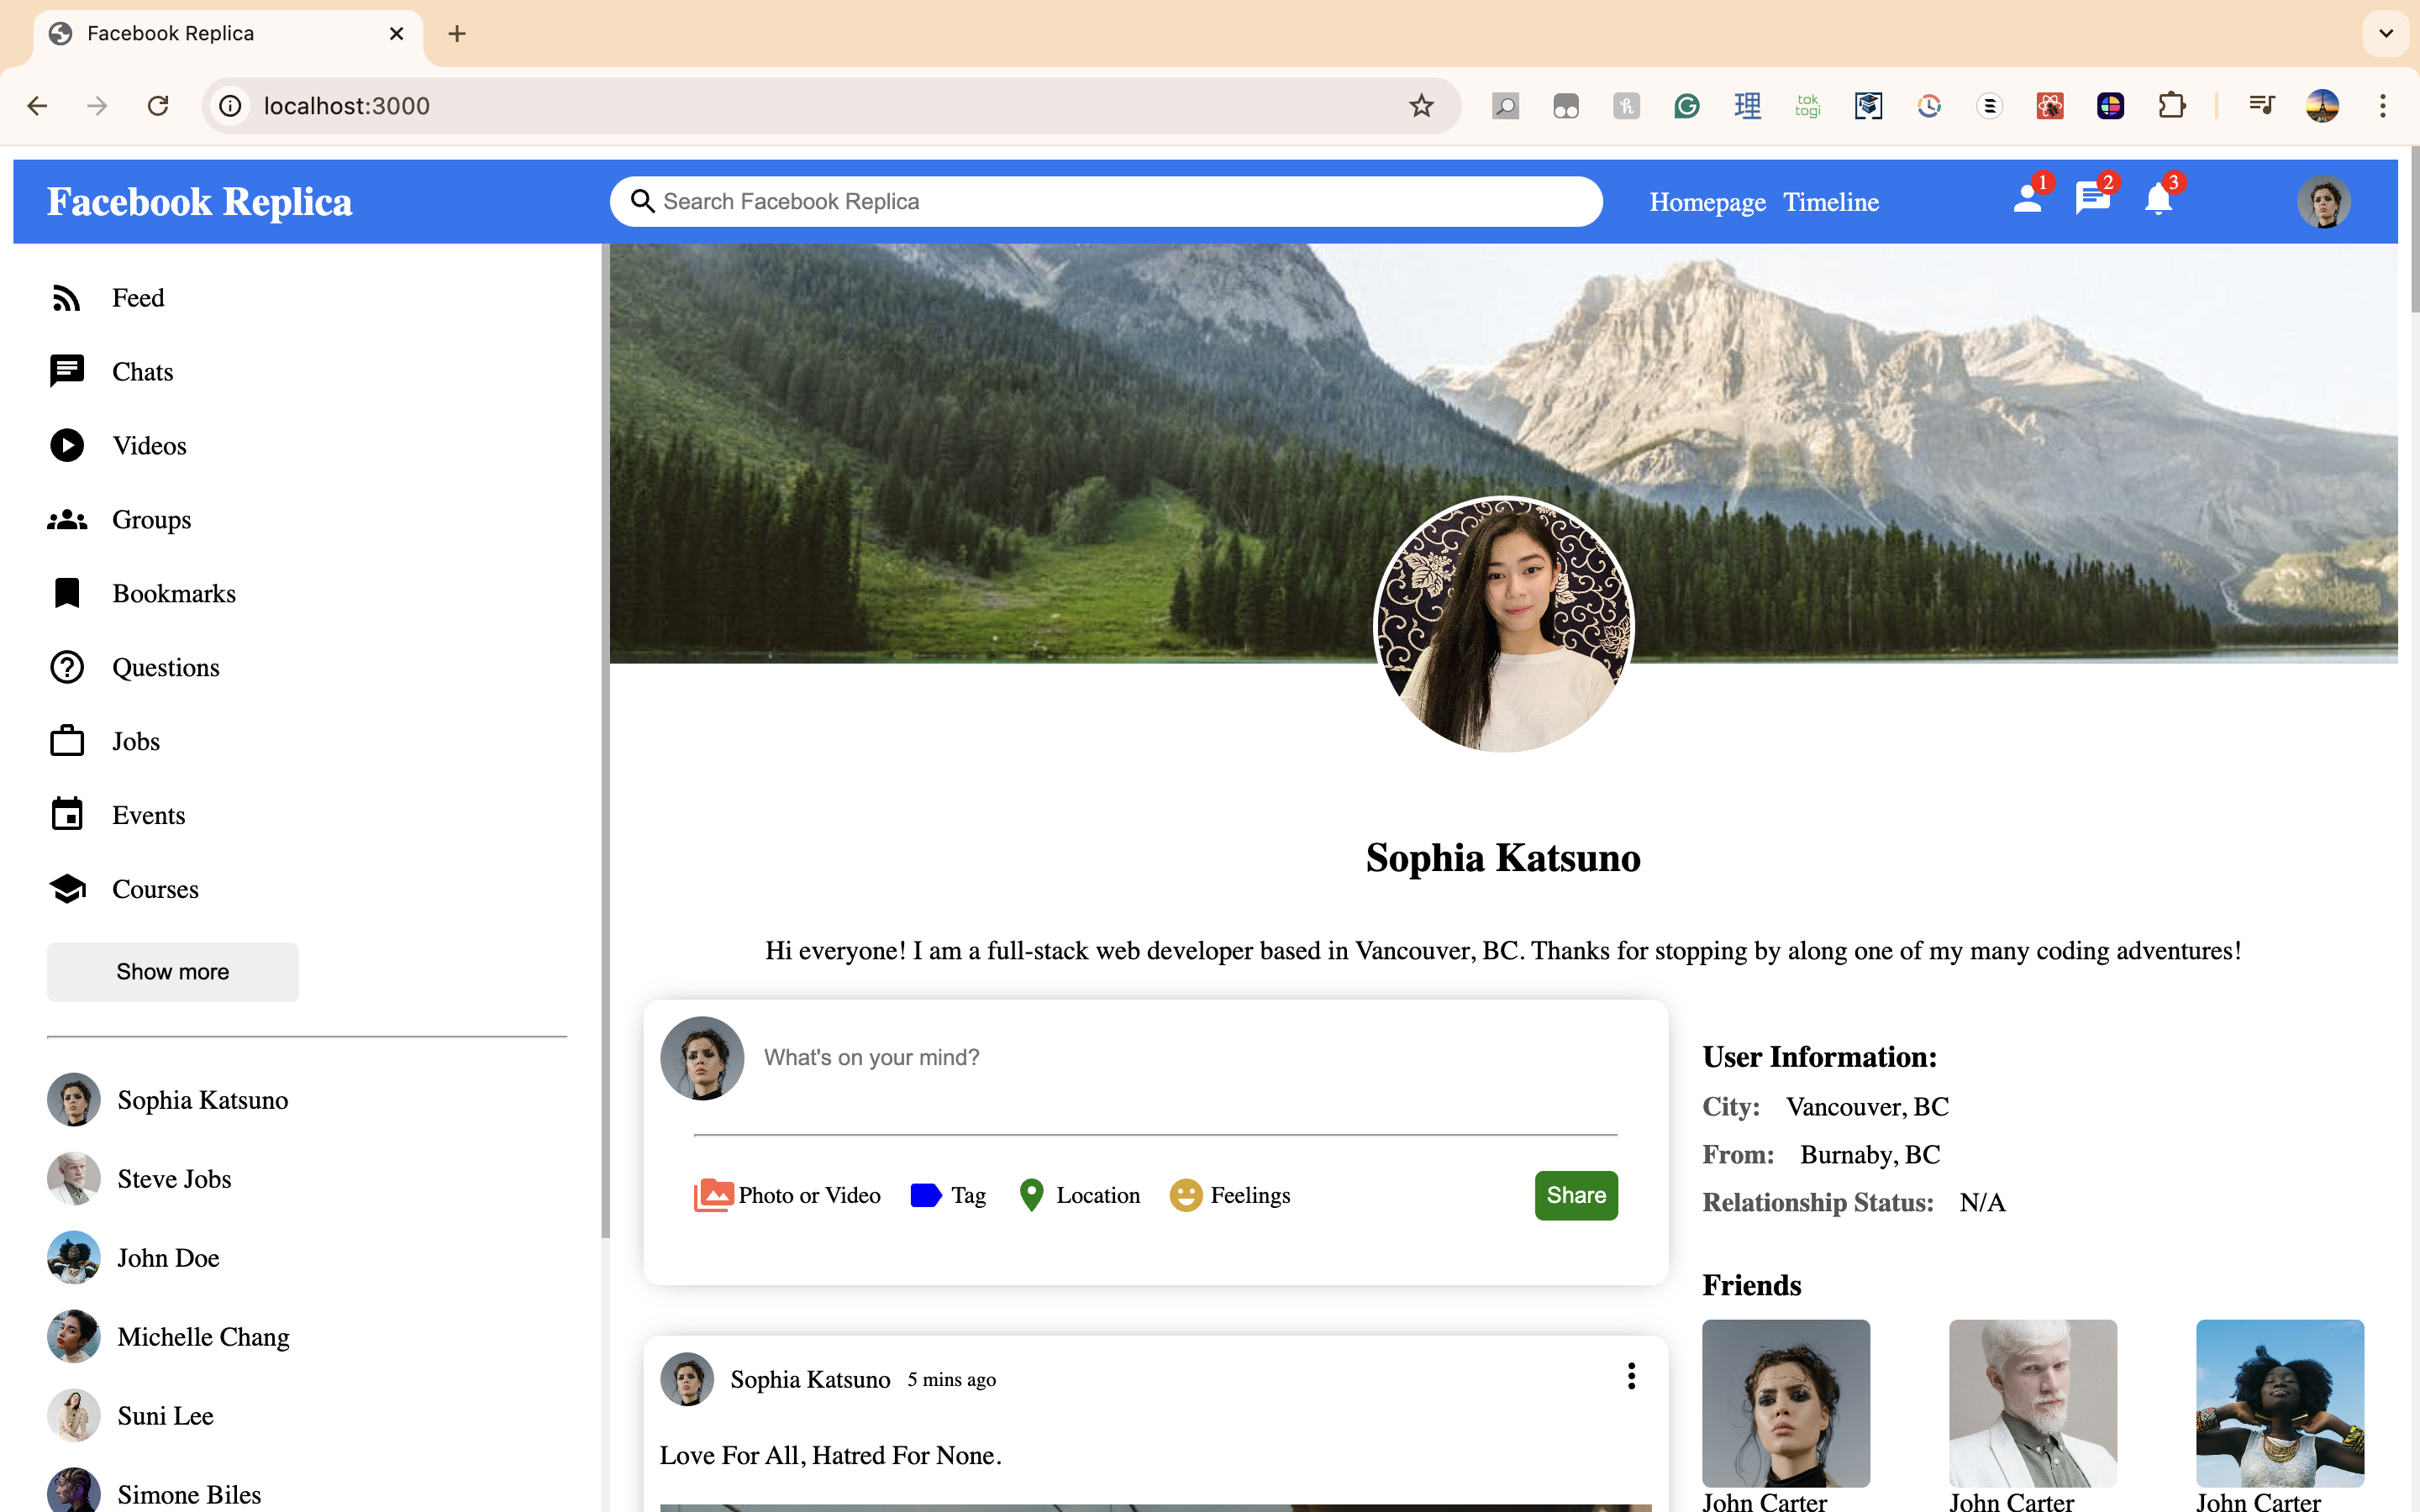 Facebook Replica
localhost:3000
tok
togi
理
Facebook Replica
Search Facebook Replica
Homepage Timeline
1
2
3
Feed
Chats
Videos
Groups
Bookmarks
Questions
Jobs
Events
Courses
Show more
Sophia Katsuno
Steve Jobs
John Doe
Michelle Chang
Suni Lee
Simone Biles
Sophia Katsuno
Hi everyone! I am a full-stack web developer based in Vancouver, BC. Thanks for stopping by along one of my many coding adventures!
What's on your mind?
Photo or Video
Tag
Location
Feelings
Share
Sophia Katsuno 5 mins ago
Love For All, Hatred For None.
User Information:
City: Vancouver, BC
From: Burnaby, BC
Relationship Status: N/A
Friends
John Carter
John Carter
John Carter